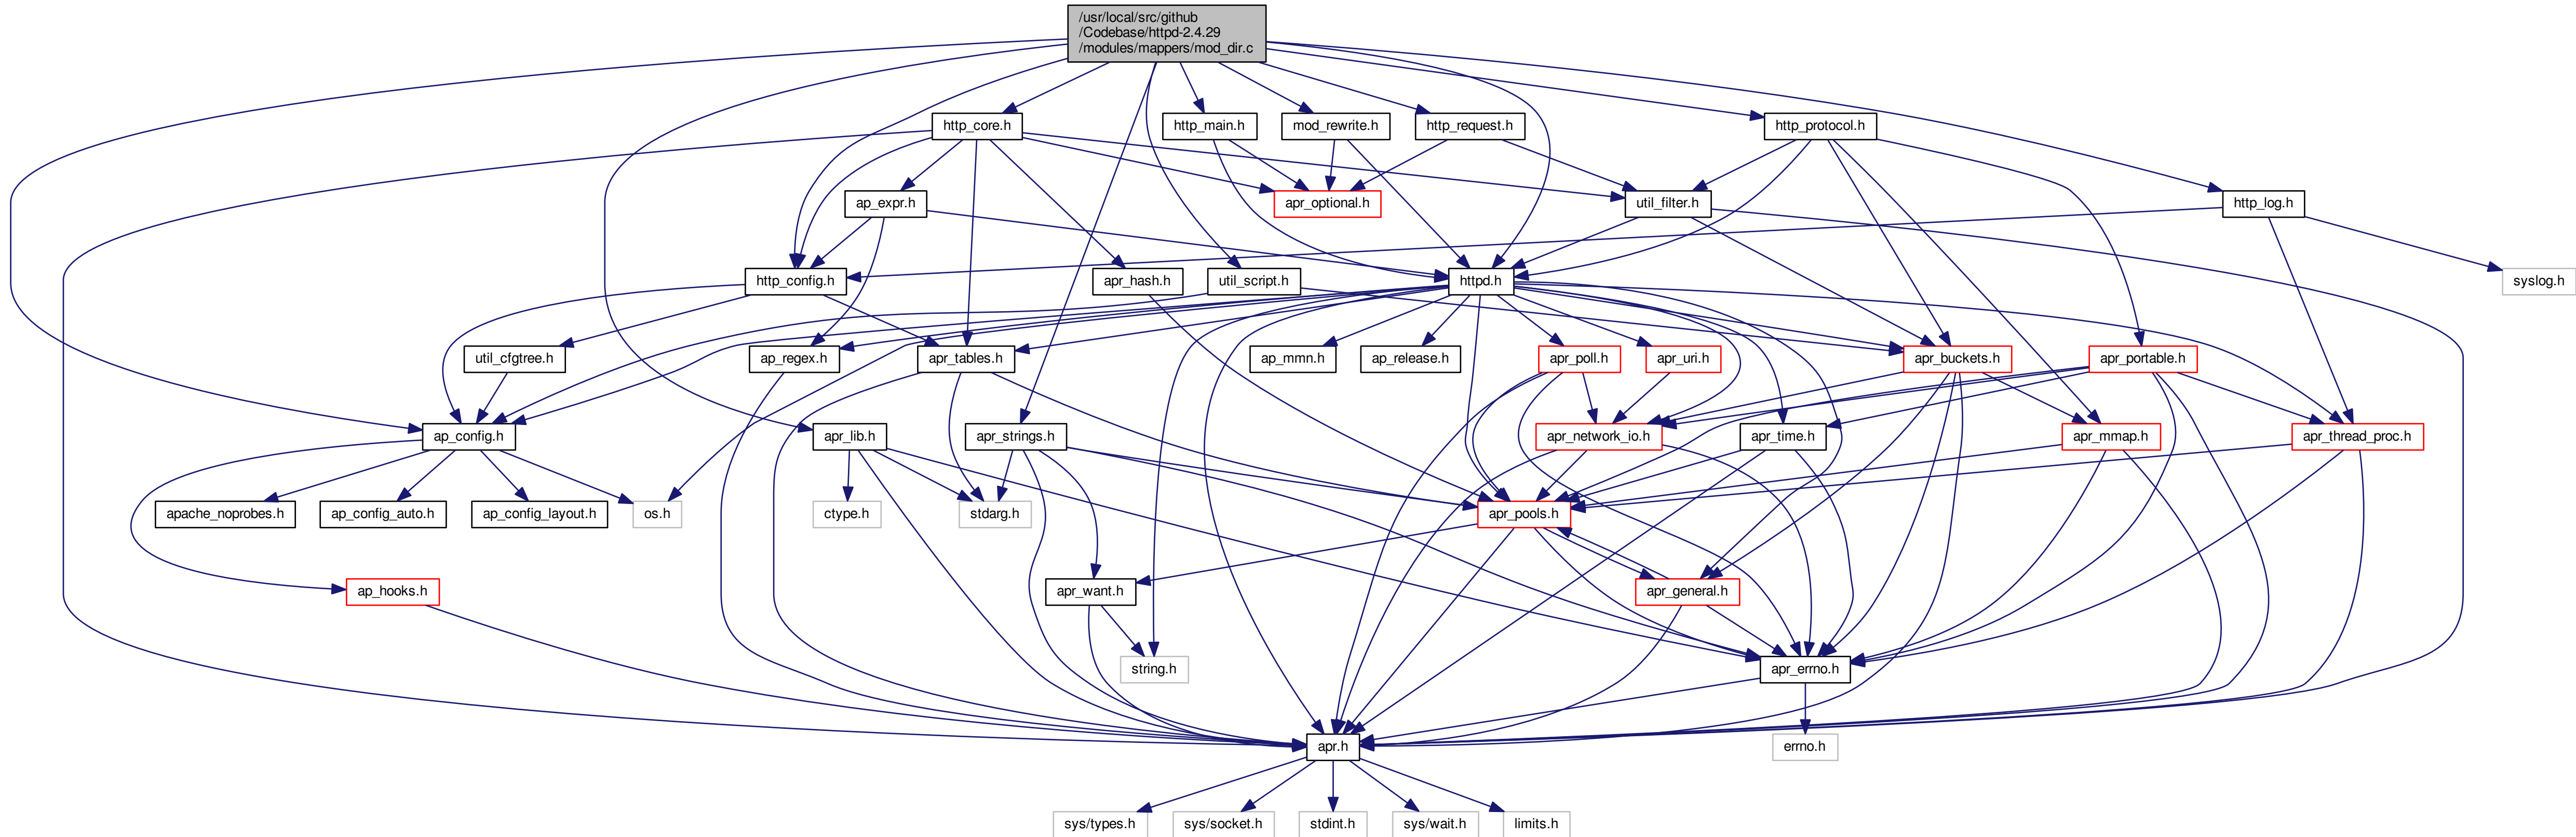 /usr/local/src/github
/Codebase/httpd-2.4.29
/modules/mappers/mod_dir.c
http_core.h
http_main.h
mod_rewrite.h
http_request.h
http_protocol.h
ap_expr.h
apr_optional.h
util_filter.h
http_log.h
http_config.h
apr_hash.h
util_script.h
httpd.h
syslog.h
util_cfgtree.h
ap_regex.h
apr_tables.h
ap_mmn.h
ap_release.h
apr_poll.h
apr_uri.h
apr_buckets.h
apr_portable.h
ap_config.h
apr_lib.h
apr_strings.h
apr_network_io.h
apr_time.h
apr_mmap.h
apr_thread_proc.h
apache_noprobes.h
ap_config_auto.h
ap_config_layout.h
os.h
ctype.h
stdarg.h
apr_pools.h
ap_hooks.h
apr_want.h
apr_general.h
string.h
apr_errno.h
apr.h
errno.h
sys/types.h
sys/socket.h
stdint.h
sys/wait.h
limits.h